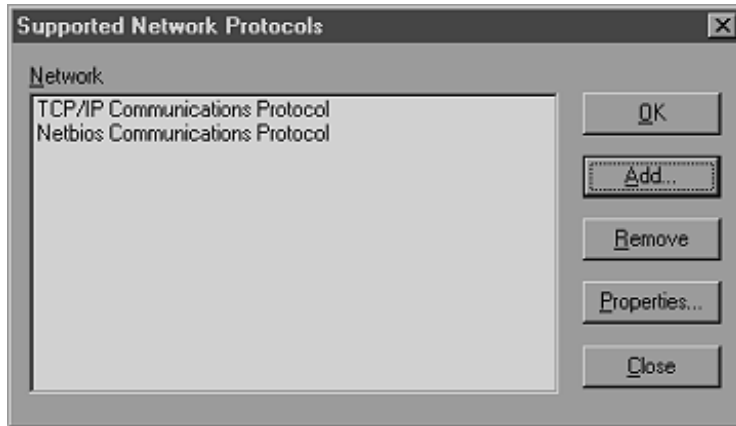 Supported Network Protocols
Network
TCP/IP Communications Protocol
Netbios Communications Protocol
OK
Add...
Remove
Properties...
Close